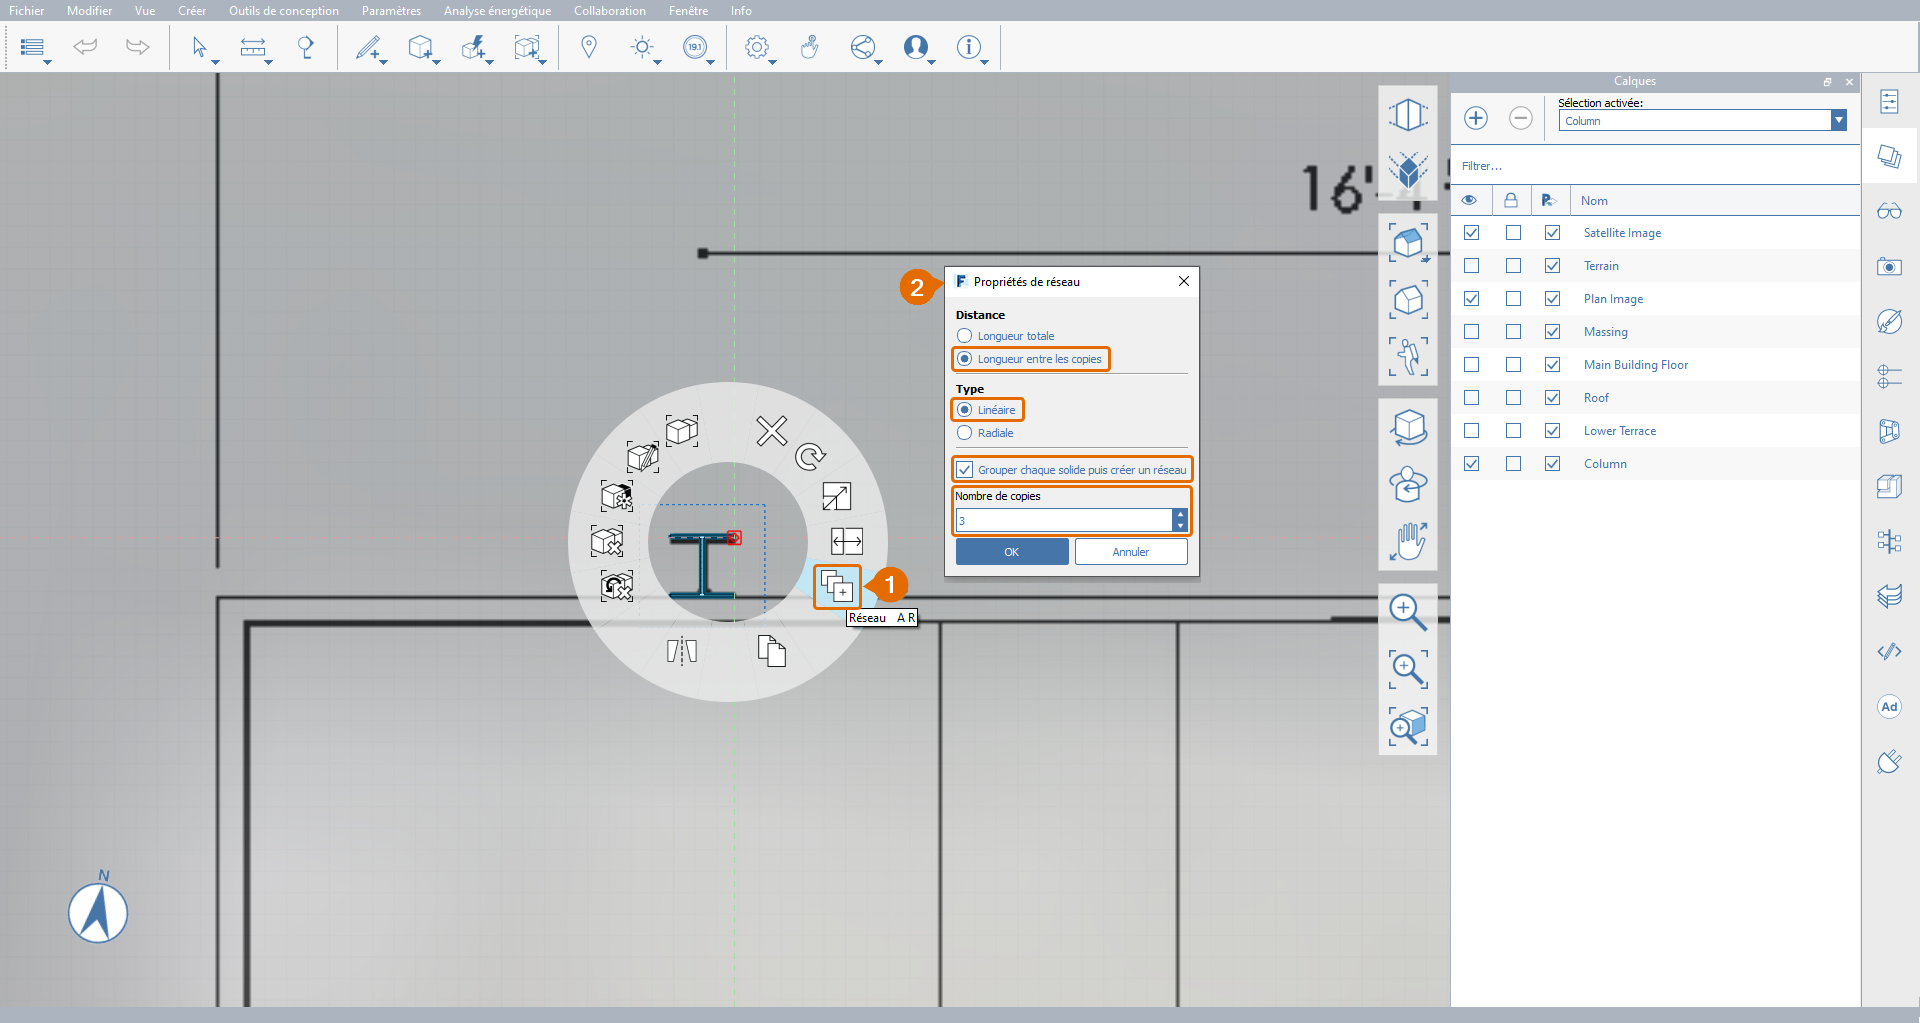 Fichier Modifier Vue Créer Outils de conception Paramètres Analyse énergétique Collaboration Fenêtre Info
19.1
Calques
Sélection activée:
Column
Filtrer...
Nom
Satellite Image
Terrain
Plan Image
Massing
Main Building Floor
Roof
Lower Terrace
Column
2
F Propriétés de réseau
Distance
Longueur totale
Longueur entre les copies
Type
Linéaire
Radiale
Grouper chaque solide puis créer un réseau
Nombre de copies
3
OK Annuler
1
Réseau A R
N
Ad